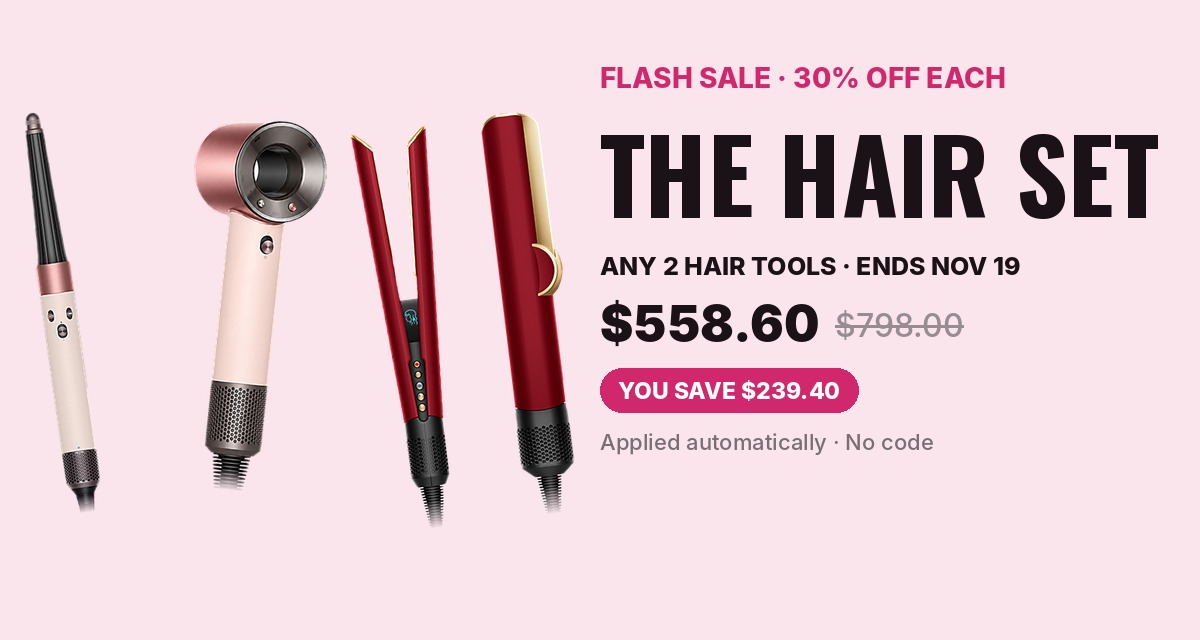 FLASH SALE · 30% OFF EACH
THE HAIR SET
ANY 2 HAIR TOOLS · ENDS NOV 19
$558.60 $798.00
YOU SAVE $239.40
Applied automatically · No code